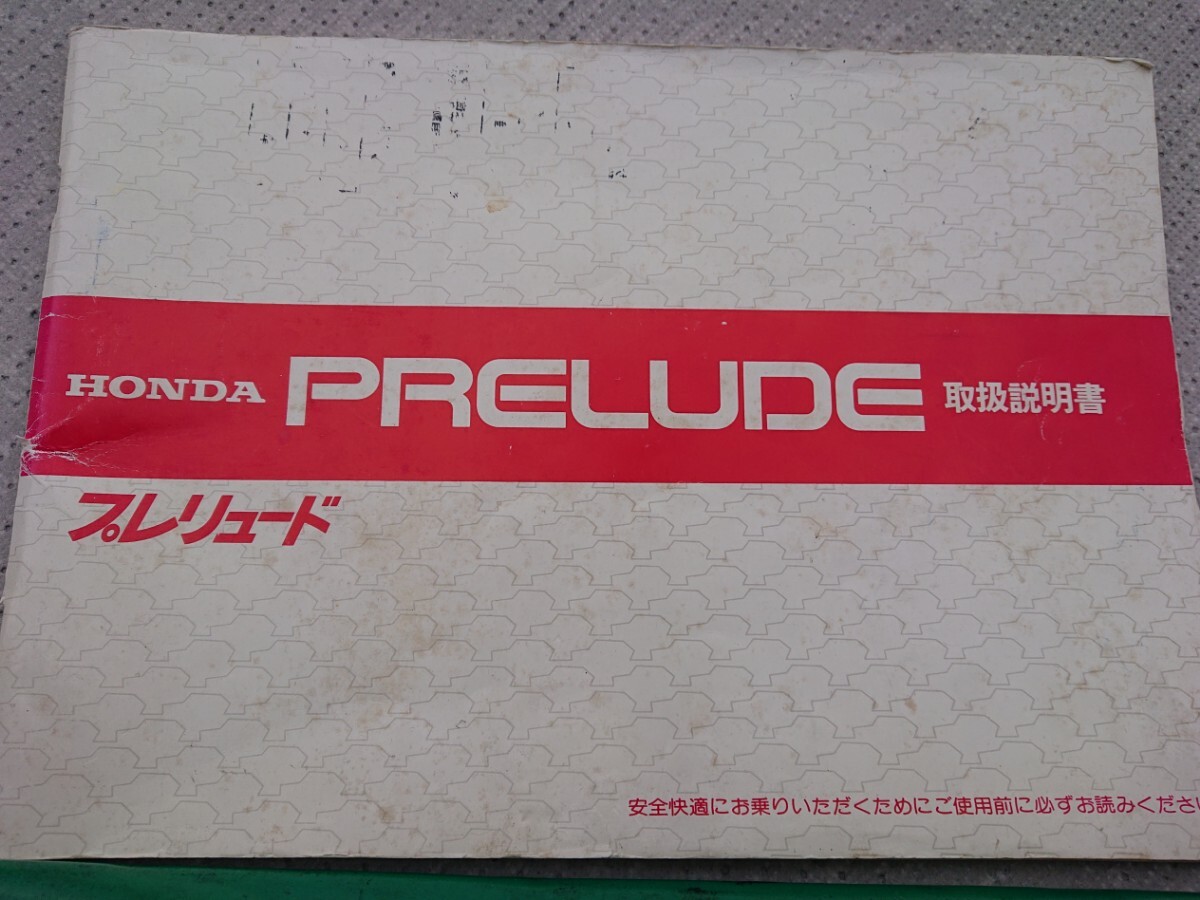 HONDA PRELUDE 取扱説明書
プレリュード
安全快適にお乗りいただくためにご使用前に必ずお読みくださ